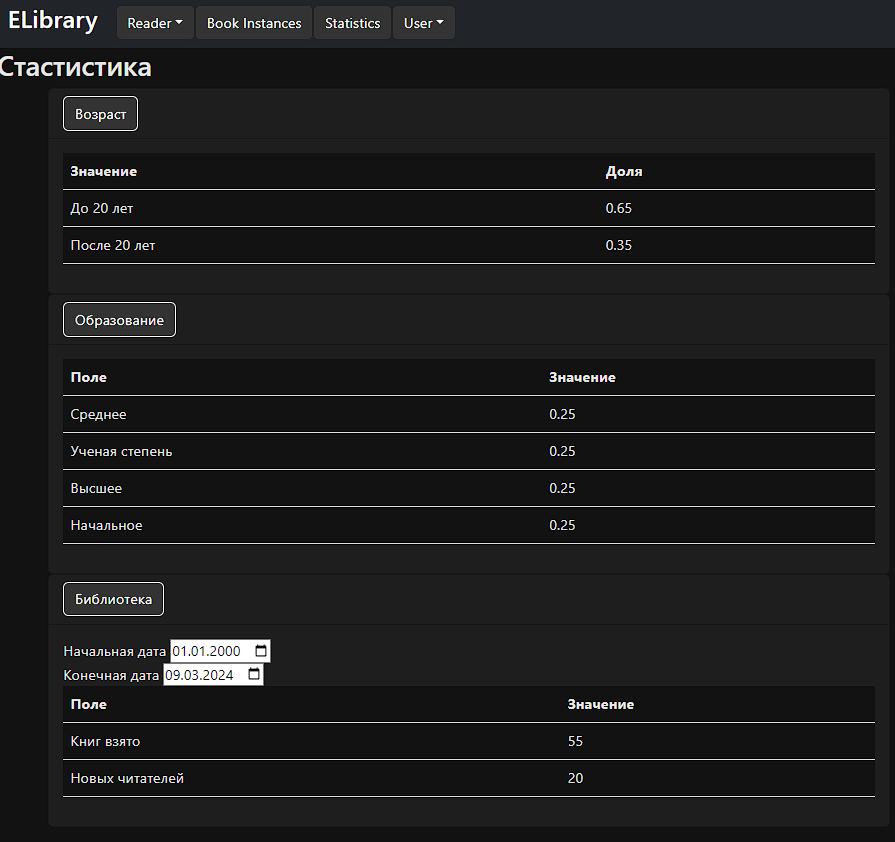 ELibrary Reader Book Instances Statistics User
Стастистика
Возраст
Значение Доля
До 20 лет 0.65
После 20 лет 0.35
Образование
Поле Значение
Среднее 0.25
Ученая степень 0.25
Высшее 0.25
Начальное 0.25
Библиотека
Начальная дата 01.01.2000
Конечная дата 09.03.2024
Поле Значение
Книг взято 55
Новых читателей 20